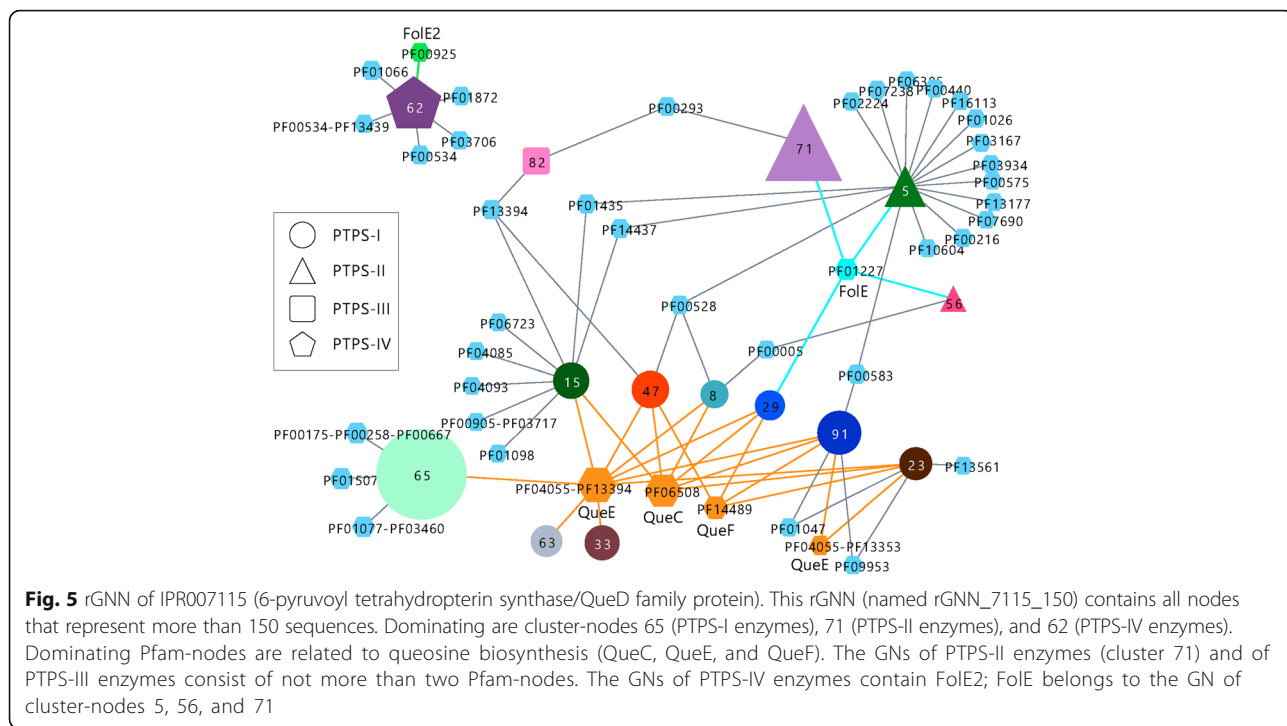 FolE2
PF00925
PF01066
62
PF01872
PF00534-PF13439
PF03706
PF00534
PTPS-I
PTPS-II
PTPS-III
PTPS-IV
PF00293
71
82
PF13394
PF01435
PF14437
PF02224
PF07238
PF00440
PF16113
PF01026
PF03167
PF03934
PF00575
PF13177
PF07690
PF00216
PF10604
5
PF01227
FolE
56
PF00528
PF00005
PF00583
PF06723
PF04085
PF04093
PF00905-PF03717
PF01098
15
47
8
29
91
23
PF13561
PF00175-PF00258-PF00667
PF01507
65
PF01077-PF03460
PF04055-PF13394
QueE
PF06508
QueC
PF14489
QueF
63
33
PF01047
PF04055-PF13353
QueE
PF09953
Fig. 5 rGNN of IPR007115 (6-pyruvoyl tetrahydropterin synthase/QueD family protein). This rGNN (named rGNN_7115_150) contains all nodes
that represent more than 150 sequences. Dominating are cluster-nodes 65 (PTPS-I enzymes), 71 (PTPS-II enzymes), and 62 (PTPS-IV enzymes).
Dominating Pfam-nodes are related to queosine biosynthesis (QueC, QueE, and QueF). The GNs of PTPS-II enzymes (cluster 71) and of
PTPS-III enzymes consist of not more than two Pfam-nodes. The GNs of PTPS-IV enzymes contain FolE2; FolE belongs to the GN of
cluster-nodes 5, 56, and 71